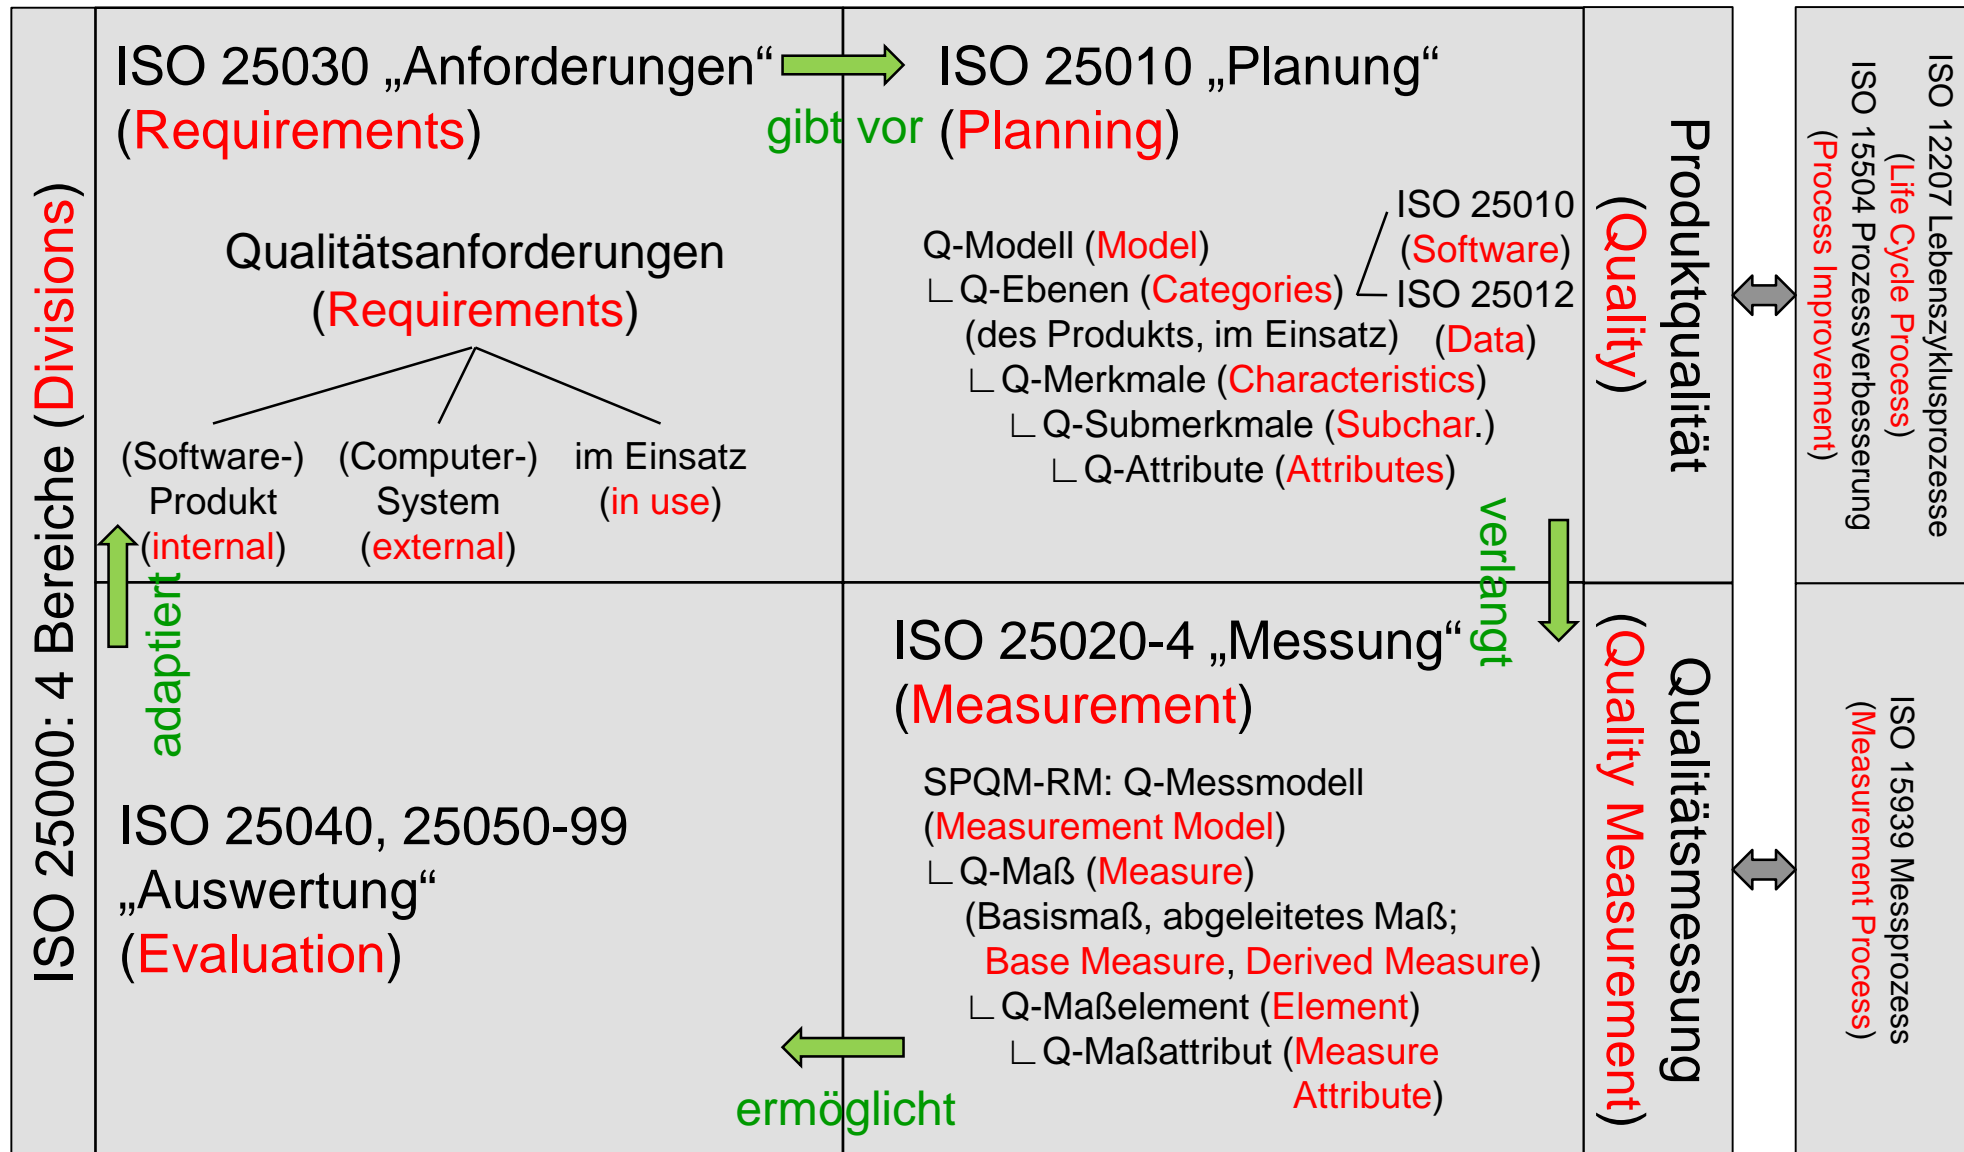 ISO 25000: 4 Bereiche (Divisions)
ISO 25030 „Anforderungen“
(Requirements)
gibt vor
ISO 25010 „Planung“
(Planning)
Qualitätsanforderungen
(Requirements)
(Software-)
Produkt
(internal)
(Computer-)
System
(external)
im Einsatz
(in use)
Q-Modell (Model)
∟Q-Ebenen (Categories)
(des Produkts, im Einsatz)
∟Q-Merkmale (Characteristics)
∟Q-Submerkmale (Subchar.)
∟Q-Attribute (Attributes)
ISO 25010
(Software)
ISO 25012
(Data)
verlangt
adaptiert
ISO 25040, 25050-99
„Auswertung“
(Evaluation)
ISO 25020-4 „Messung“
(Measurement)
SPQM-RM: Q-Messmodell
(Measurement Model)
∟Q-Maß (Measure)
(Basismaß, abgeleitetes Maß;
Base Measure, Derived Measure)
∟Q-Maßelement (Element)
∟Q-Maßattribut (Measure
Attribute)
ermöglicht
Produktqualität
(Quality)
Qualitätsmessung
(Quality Measurement)
ISO 12207 Lebenszyklusprozesse
(Life Cycle Process)
ISO 15504 Prozessverbesserung
(Process Improvement)
ISO 15939 Messprozess
(Measurement Process)